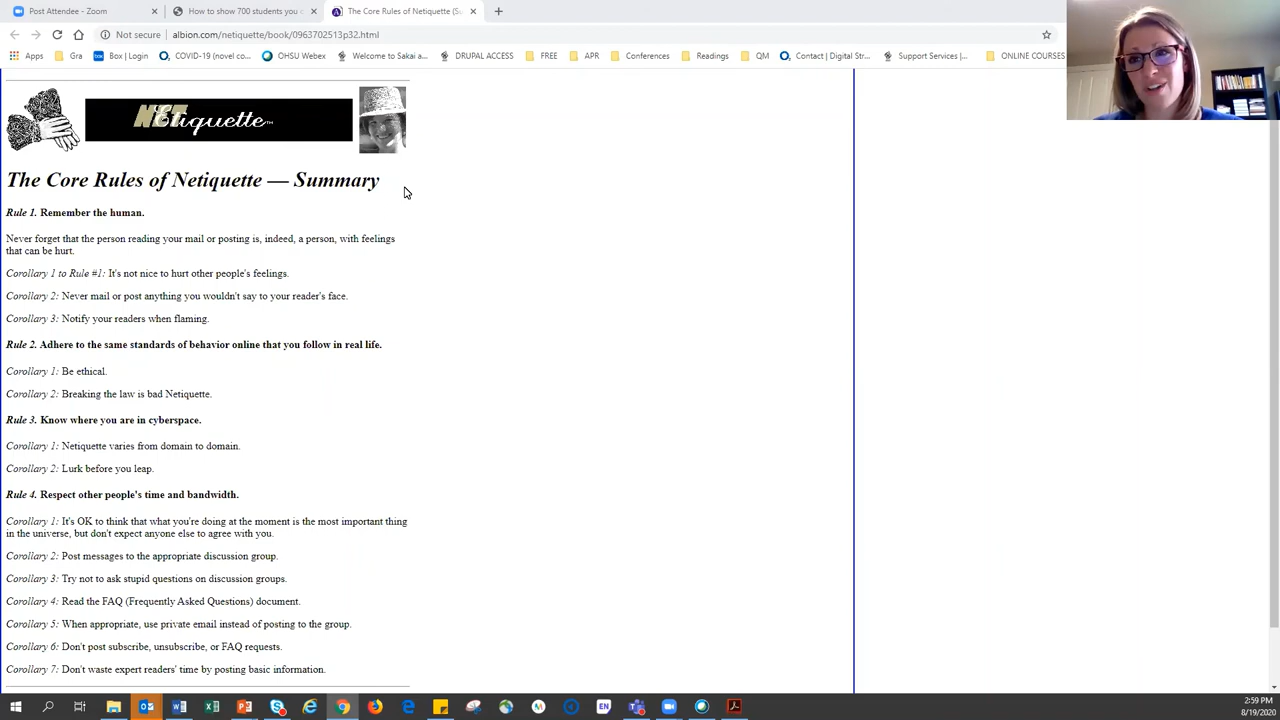 Post Attendee - Zoom
How to show 700 students you c
The Core Rules of Netiquette (Su
Not secure
albion.com/netiquette/book/0963702513p32.html
Apps
Gra
Box | Login
COVID-19 (novel co...
OHSU Webex
Welcome to Sakai a...
DRUPAL ACCESS
FREE
APR
Conferences
Readings
QM
Contact | Digital Str...
Support Services |...
ONLINE COURSES
NETiquette™
The Core Rules of Netiquette — Summary
Rule 1. Remember the human.
Never forget that the person reading your mail or posting is, indeed, a person, with feelings
that can be hurt.
Corollary 1 to Rule #1: It's not nice to hurt other people's feelings.
Corollary 2: Never mail or post anything you wouldn't say to your reader's face.
Corollary 3: Notify your readers when flaming.
Rule 2. Adhere to the same standards of behavior online that you follow in real life.
Corollary 1: Be ethical.
Corollary 2: Breaking the law is bad Netiquette.
Rule 3. Know where you are in cyberspace.
Corollary 1: Netiquette varies from domain to domain.
Corollary 2: Lurk before you leap.
Rule 4. Respect other people's time and bandwidth.
Corollary 1: It's OK to think that what you're doing at the moment is the most important thing
in the universe, but don't expect anyone else to agree with you.
Corollary 2: Post messages to the appropriate discussion group.
Corollary 3: Try not to ask stupid questions on discussion groups.
Corollary 4: Read the FAQ (Frequently Asked Questions) document.
Corollary 5: When appropriate, use private email instead of posting to the group.
Corollary 6: Don't post subscribe, unsubscribe, or FAQ requests.
Corollary 7: Don't waste expert readers' time by posting basic information.
EN
2:59 PM
8/19/2020